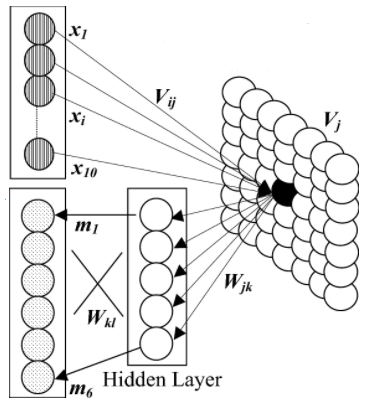 x1
Vij
Vj
xi
x10
m1
Wkl
Wjk
m6
Hidden Layer